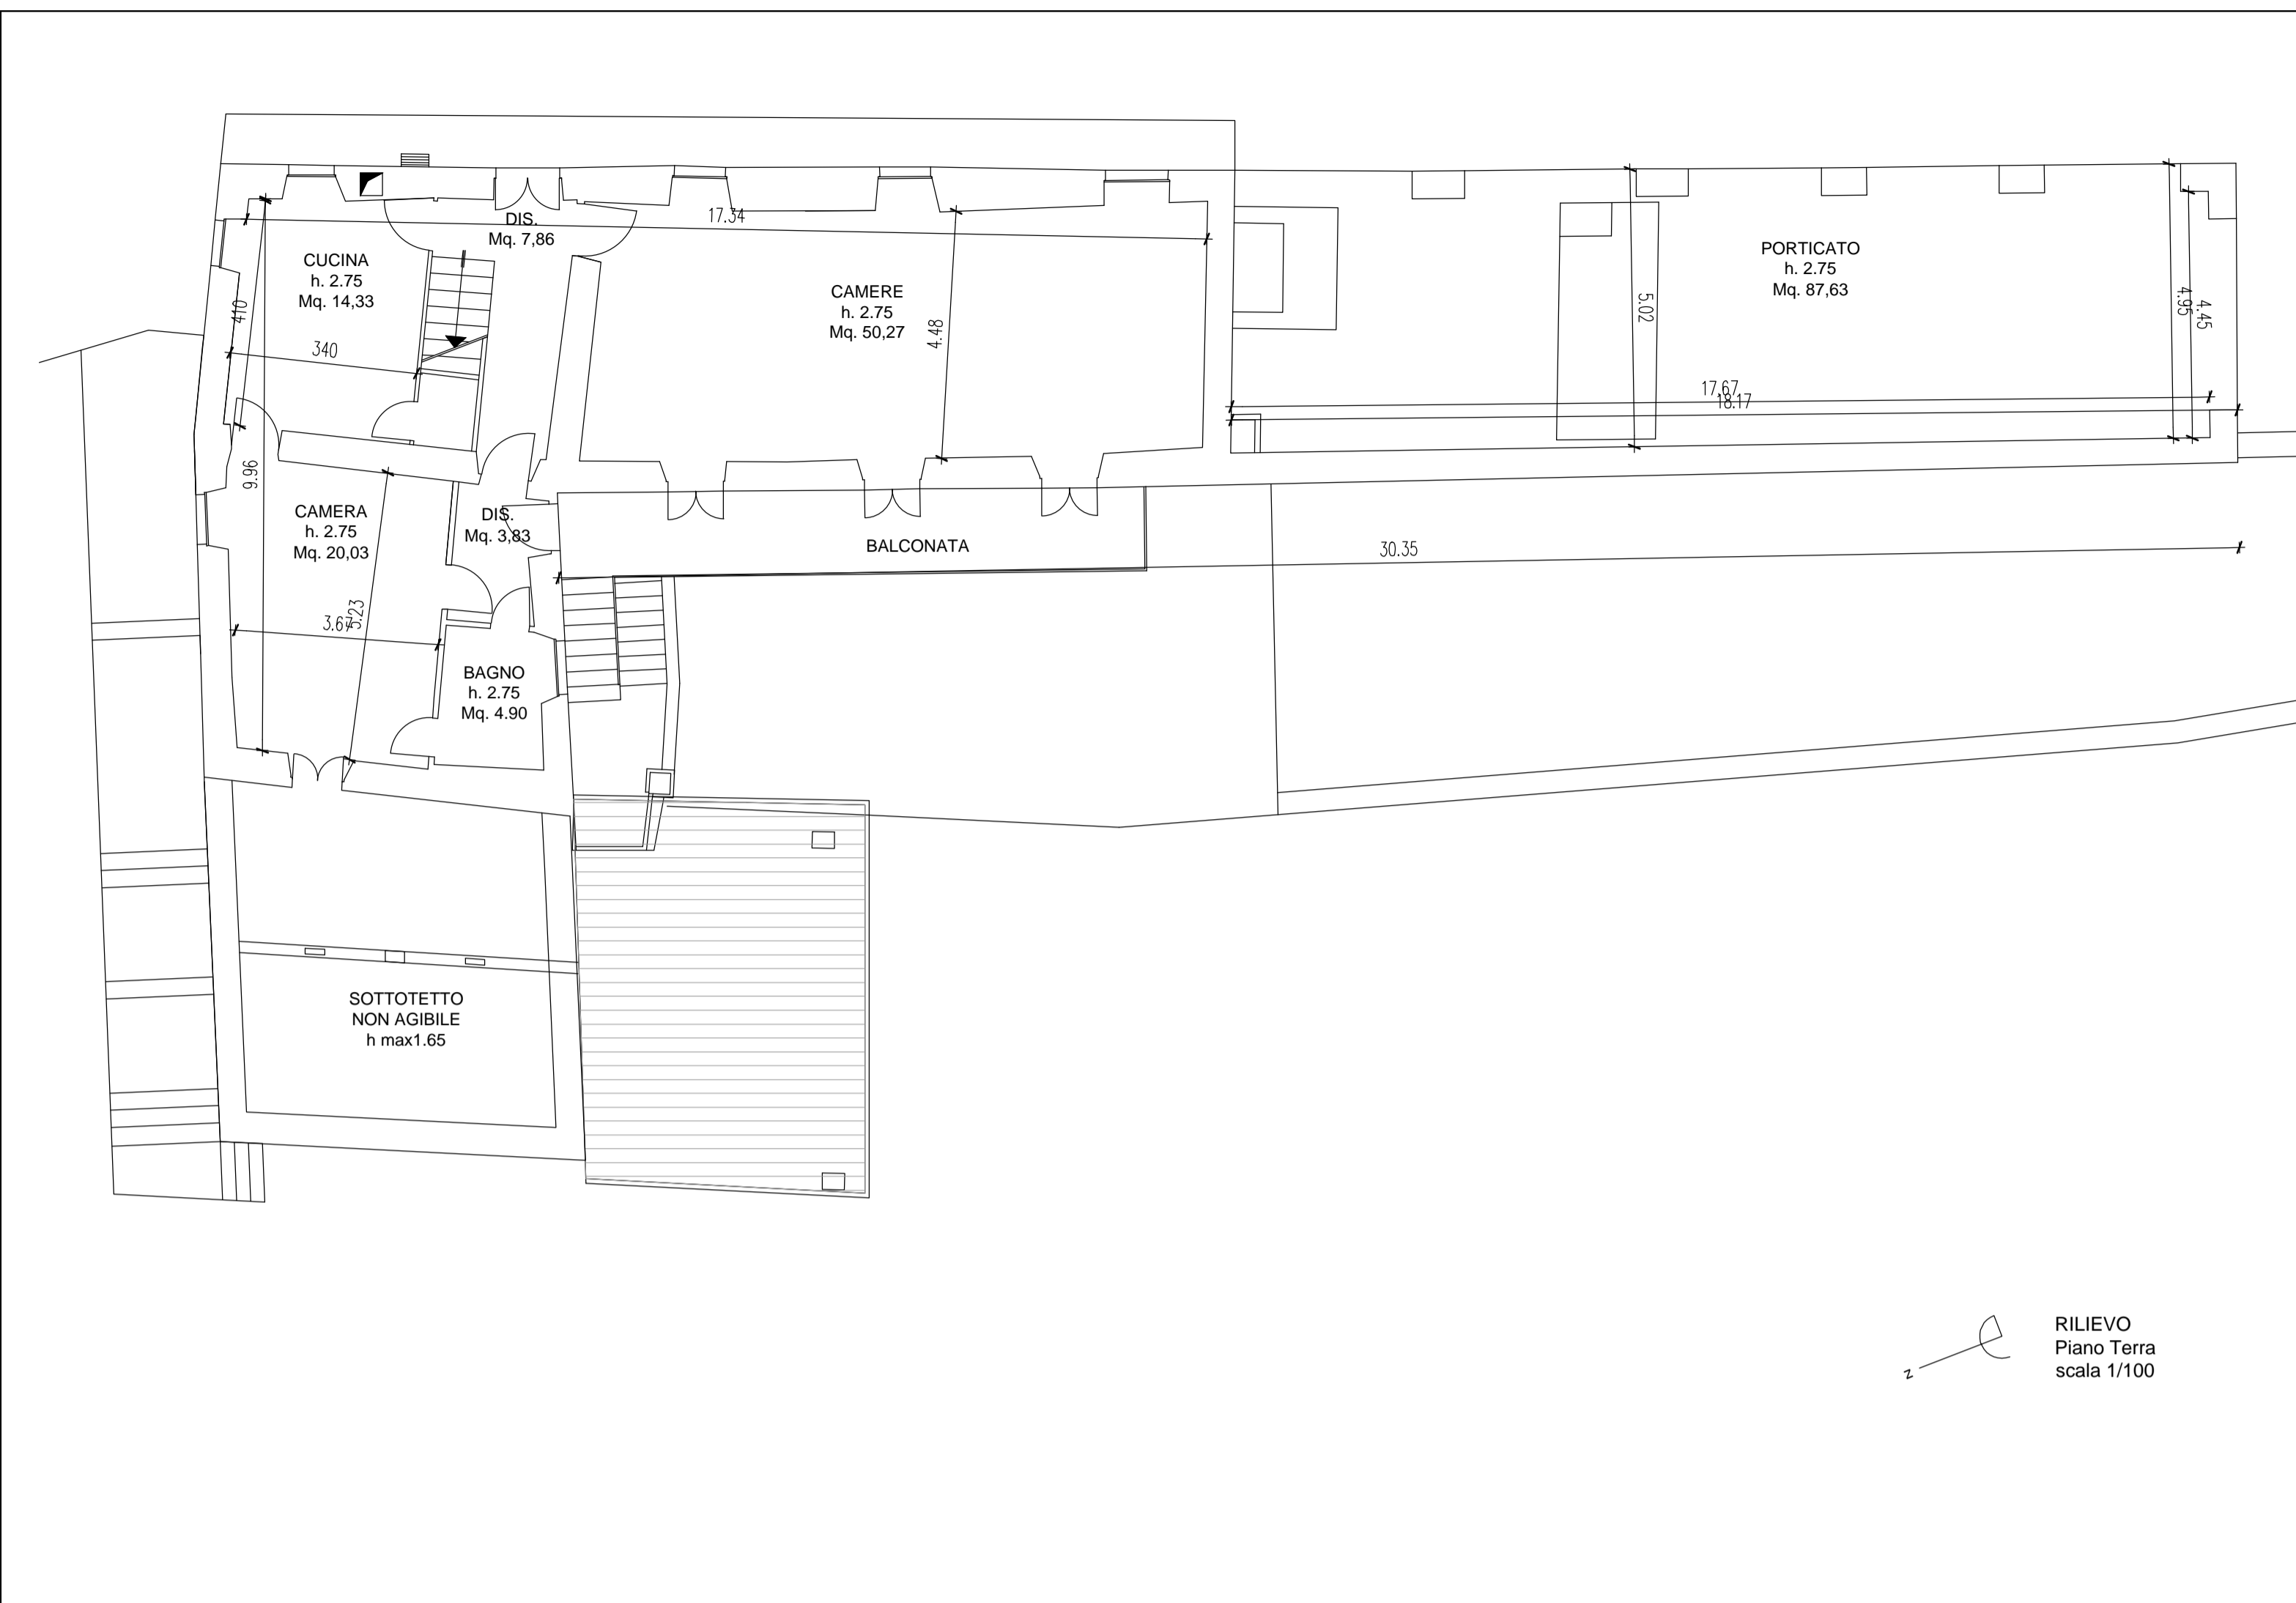 DIS.
Mq. 7,86
17.34
CUCINA
h. 2.75
Mq. 14,33
410
340
CAMERE
h. 2.75
Mq. 50,27
4.48
PORTICATO
h. 2.75
Mq. 87,63
5.02
4.95
4.45
17.67
18.17
9.96
CAMERA
h. 2.75
Mq. 20,03
DIS.
Mq. 3,83
BALCONATA
30.35
3.67
5.23
BAGNO
h. 2.75
Mq. 4.90
SOTTOTETTO
NON AGIBILE
h max1.65
RILIEVO
Piano Terra
scala 1/100
z